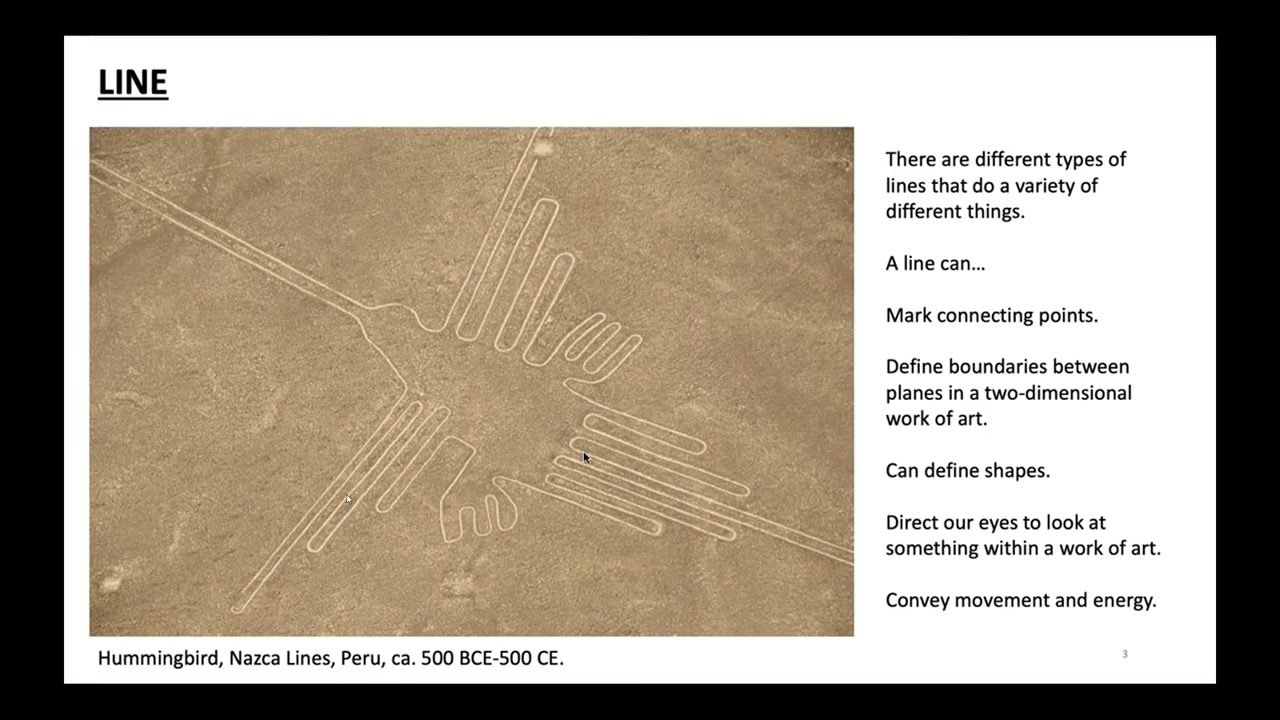 LINE
There are different types of
lines that do a variety of
different things.
A line can...
Mark connecting points.
Define boundaries between
planes in a two-dimensional
work of art.
Can define shapes.
Direct our eyes to look at
something within a work of art.
Convey movement and energy.
Hummingbird, Nazca Lines, Peru, ca. 500 BCE-500 CE.
3